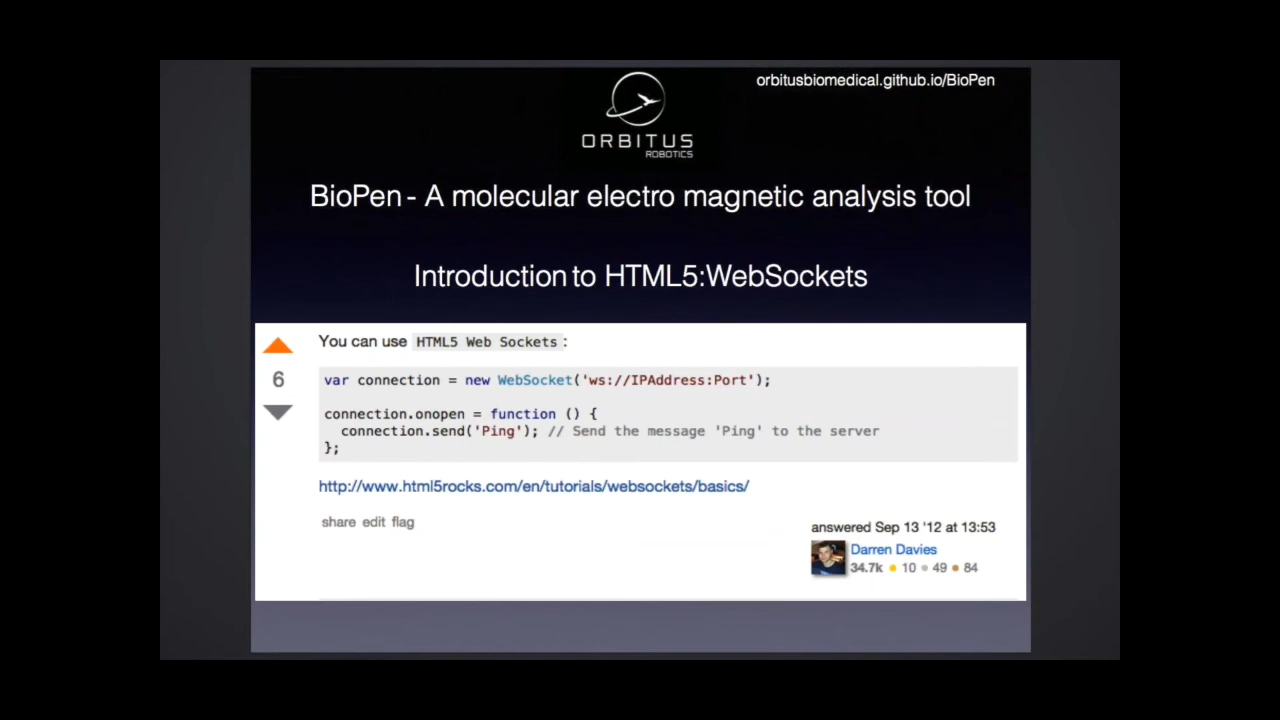 orbitusbiomedical.github.io/BioPen
ORBITUS
ROBOTICS
BioPen - A molecular electro magnetic analysis tool
Introduction to HTML5:WebSockets
You can use HTML5 Web Sockets:
6
var connection = new WebSocket('ws://IPAddress:Port');
connection.onopen = function () {
connection.send('Ping'); // Send the message 'Ping' to the server
};
http://www.html5rocks.com/en/tutorials/websockets/basics/
share edit flag
answered Sep 13 '12 at 13:53
Darren Davies
34.7k 10 49 84